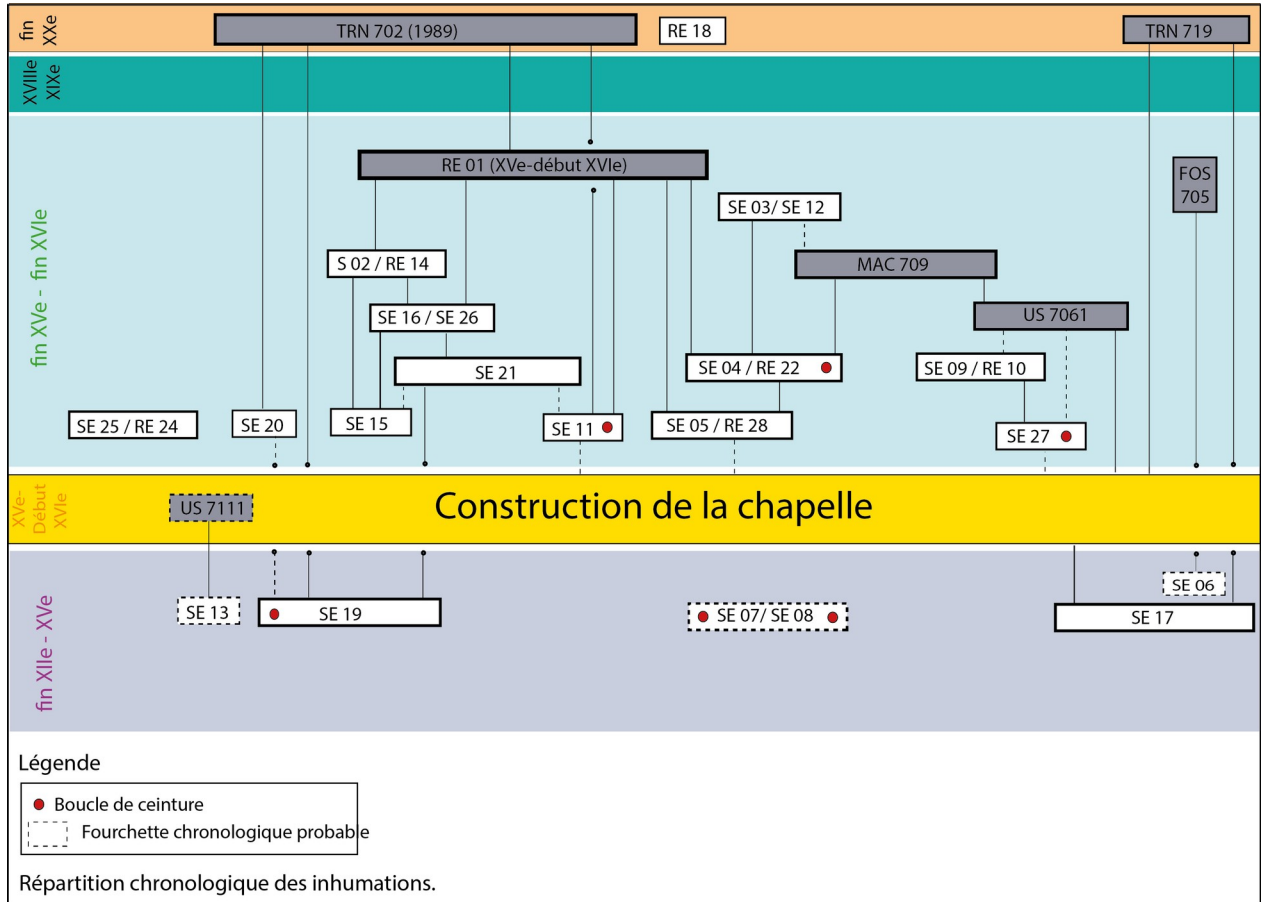 fin
XXe
TRN 702 (1989)
RE 18
TRN 719
XVIIIe
XIXe
fin XVe - fin XVIe
RE 01 (XVe-début XVIe)
FOS
705
SE 03/ SE 12
S 02 / RE 14
MAC 709
SE 16 / SE 26
US 7061
SE 21
SE 04 / RE 22
SE 09 / RE 10
SE 25 / RE 24
SE 20
SE 15
SE 11
SE 05 / RE 28
SE 27
XVe-
Début
XVIe
US 7111
Construction de la chapelle
fin XIIe - XVe
SE 13
SE 19
SE 07/ SE 08
SE 06
SE 17
Légende
Boucle de ceinture
Fourchette chronologique probable
Répartition chronologique des inhumations.